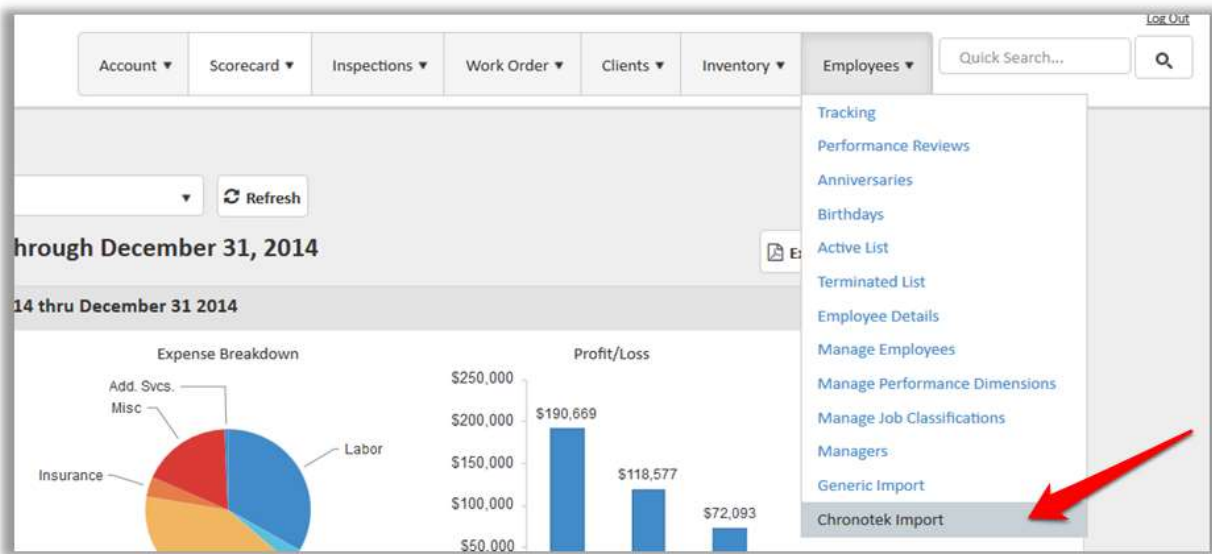 Log Out
Account ▼ Scorecard ▼ Inspections ▼ Work Order ▼ Clients ▼ Inventory ▼ Employees ▼ Quick Search...
Tracking
Performance Reviews
Anniversaries
Birthdays
Active List
Terminated List
Employee Details
Manage Employees
Manage Performance Dimensions
Manage Job Classifications
Managers
Generic Import
Chronotek Import
Refresh
hrough December 31, 2014
14 thru December 31 2014
Expense Breakdown
Add. Svcs.
Misc
Labor
Insurance
Profit/Loss
$250,000
$200,000
$150,000
$100,000
$50,000
$190,669
$118,577
$72,093